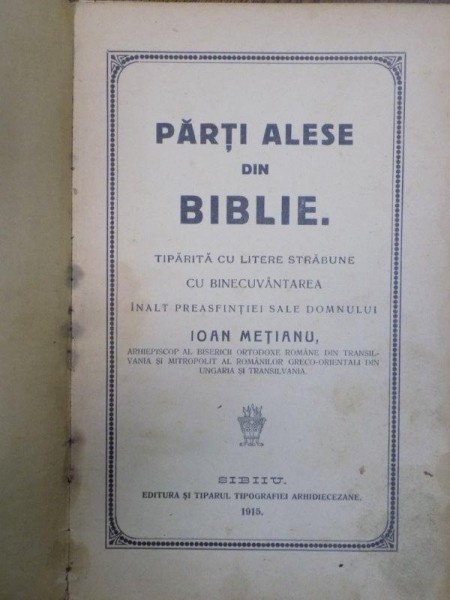 PĂRȚI ALESE
DIN
BIBLIE.
TIPĂRITĂ CU LITERE STRĂBUNE
CU BINECUVÂNTAREA
ÎNALT PREASFINȚIEI SALE DOMNULUI
IOAN MEȚIANU,
ARHIEPISCOP AL BISERICII ORTODOXE ROMÂNE DIN TRANSIL-
VANIA ȘI MITROPOLIT AL ROMÂNILOR GRECO-ORIENTALI DIN
UNGARIA ȘI TRANSILVANIA.
SIBIIU.
EDITURA ȘI TIPARUL TIPOGRAFIEI ARHIDIECEZANE.
1915.